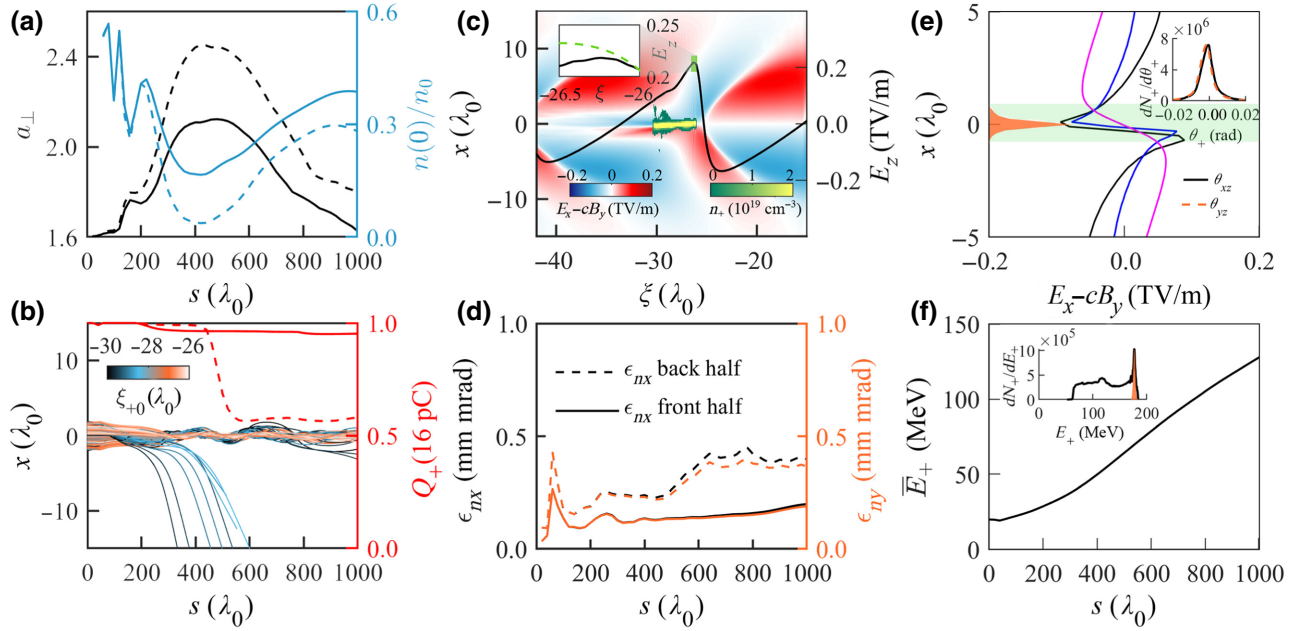 (a)
2.4
2.0
1.6
a⊥
0.6
0.3
0.0
n(0)/n0
0 200 400 600 800 1000
s (λ0)
(c)
10
0
−10
x (λ0)
0.25
0.2
Ez
−26.5 −26
ξ
0.2
0.0
−0.2
Ez (TV/m)
−0.2 0 0.2
Ex−cBy (TV/m)
0 1 2
n+ (10^19 cm−3)
−40 −30 −20
ξ (λ0)
(e)
5
0
−5
x (λ0)
×10^6
8
4
0
dN+/dθ+
−0.02 0.00 0.02
θ+ (rad)
θxz
θyz
−0.2 0.0 0.2
Ex−cBy (TV/m)
(b)
10
0
−10
x (λ0)
−30 −28 −26
ξ+0 (λ0)
1.0
0.5
0.0
Q+ (16 pC)
0 200 400 600 800 1000
s (λ0)
(d)
1.0
0.5
0.0
ϵnx (mm mrad)
ϵnx back half
ϵnx front half
1.0
0.5
0.0
ϵny (mm mrad)
0 200 400 600 800 1000
s (λ0)
(f)
150
100
50
0
E̅+ (MeV)
×10^5
10
5
0
dN+/dE+
0 100 200
E+ (MeV)
0 200 400 600 800 1000
s (λ0)